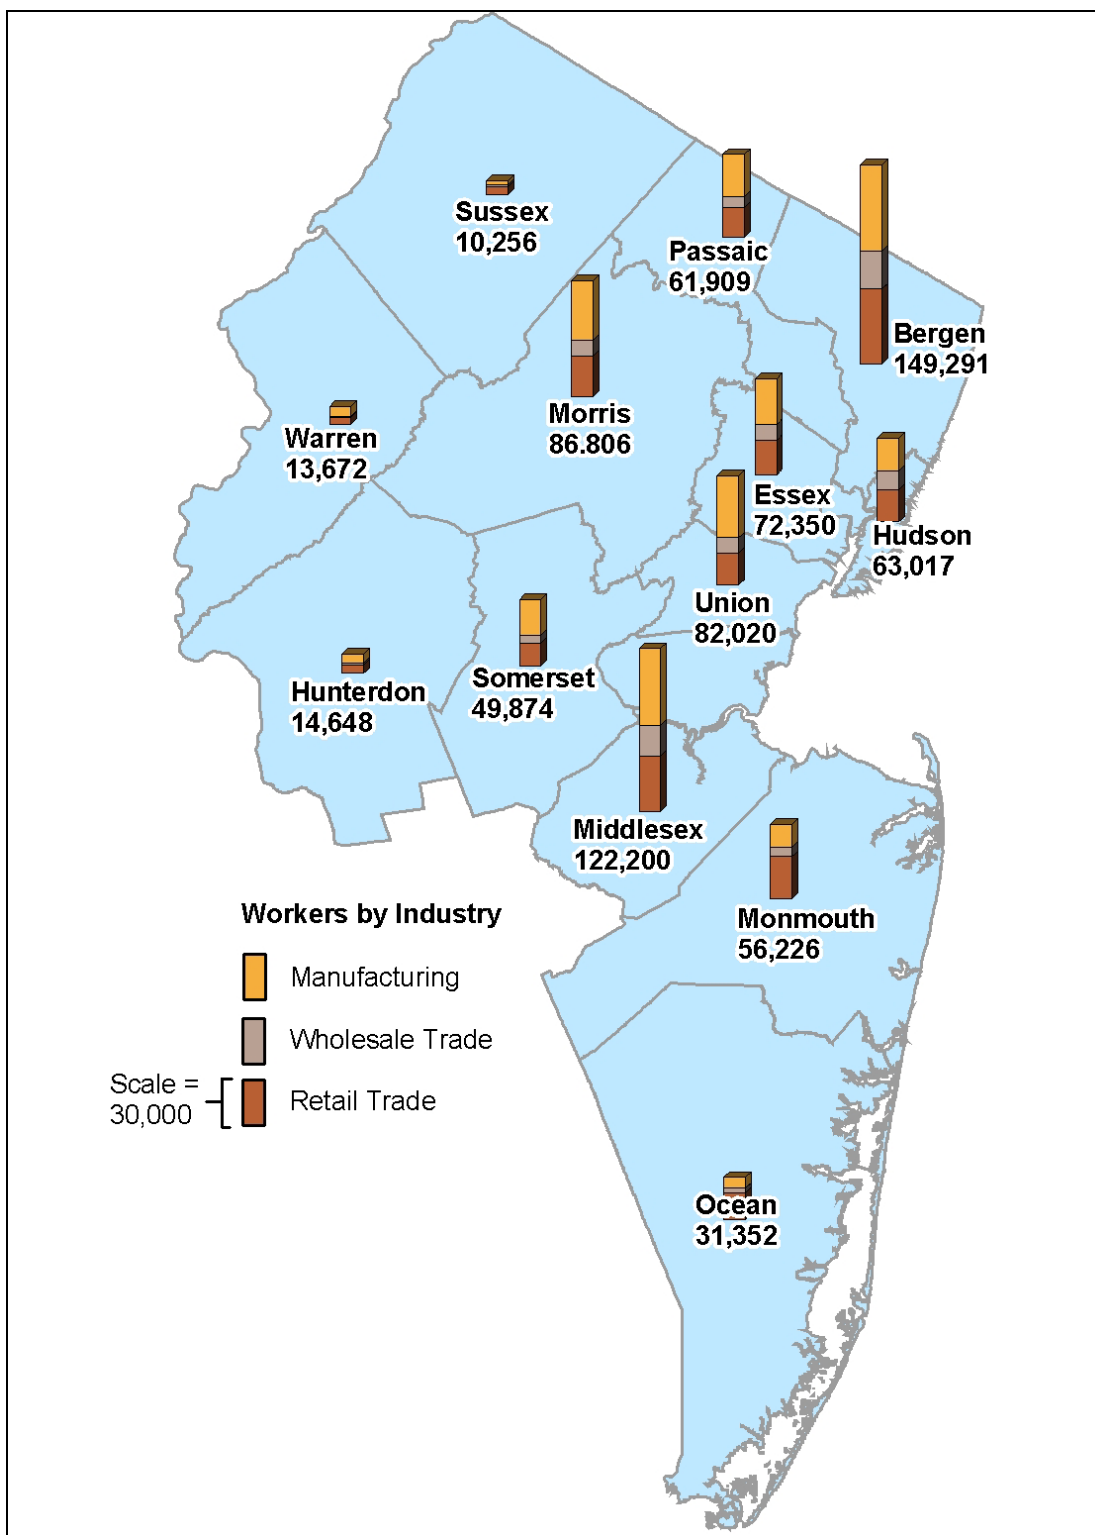 Sussex
10,256
Passaic
61,909
Bergen
149,291
Morris
86.806
Warren
13,672
Essex
72,350
Hudson
63,017
Union
82,020
Somerset
49,874
Hunterdon
14,648
Middlesex
122,200
Monmouth
56,226
Workers by Industry
Manufacturing
Wholesale Trade
Scale =
30,000
Retail Trade
Ocean
31,352